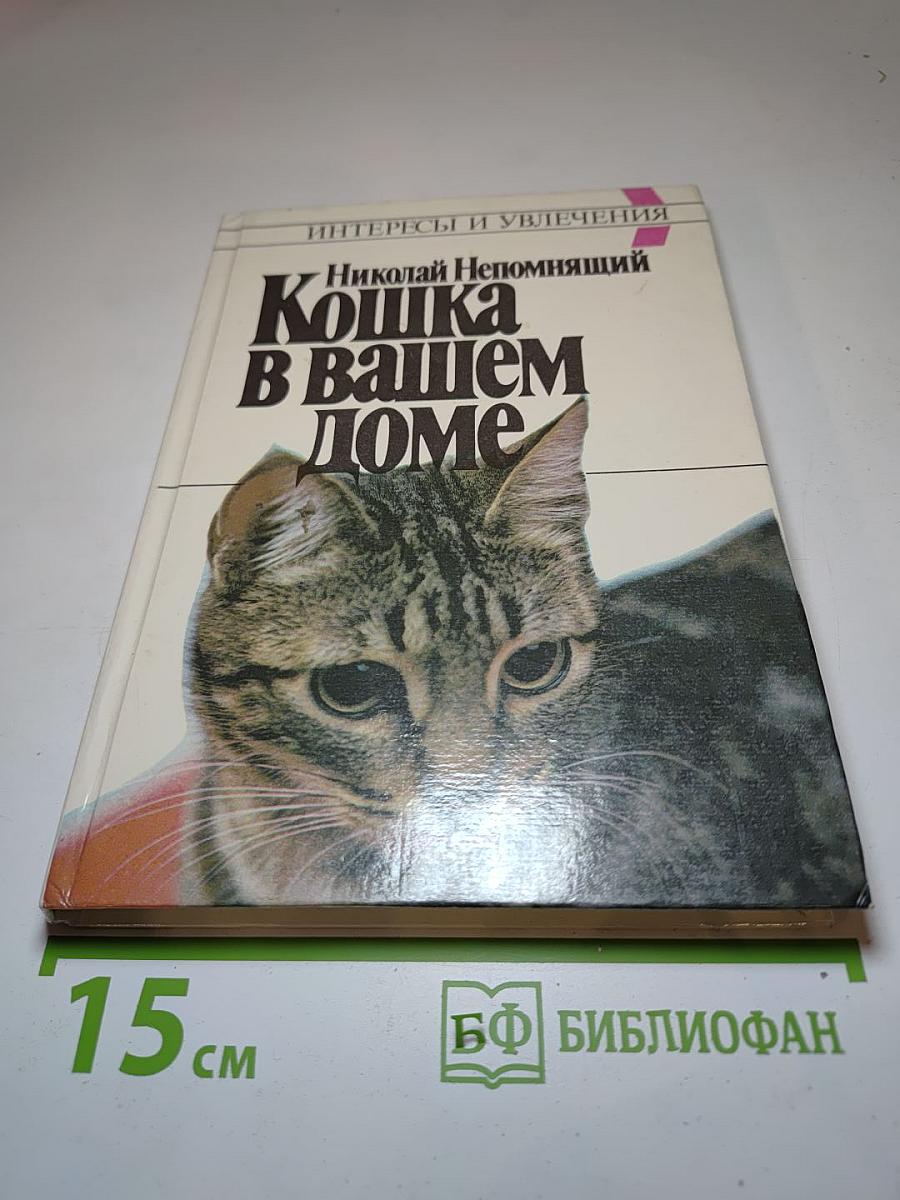 ИНТЕРЕСЫ И УВЛЕЧЕНИЯ
Николай Непомнящий
Кошка
в вашем
доме
15 см
БФ БИБЛИОФАН